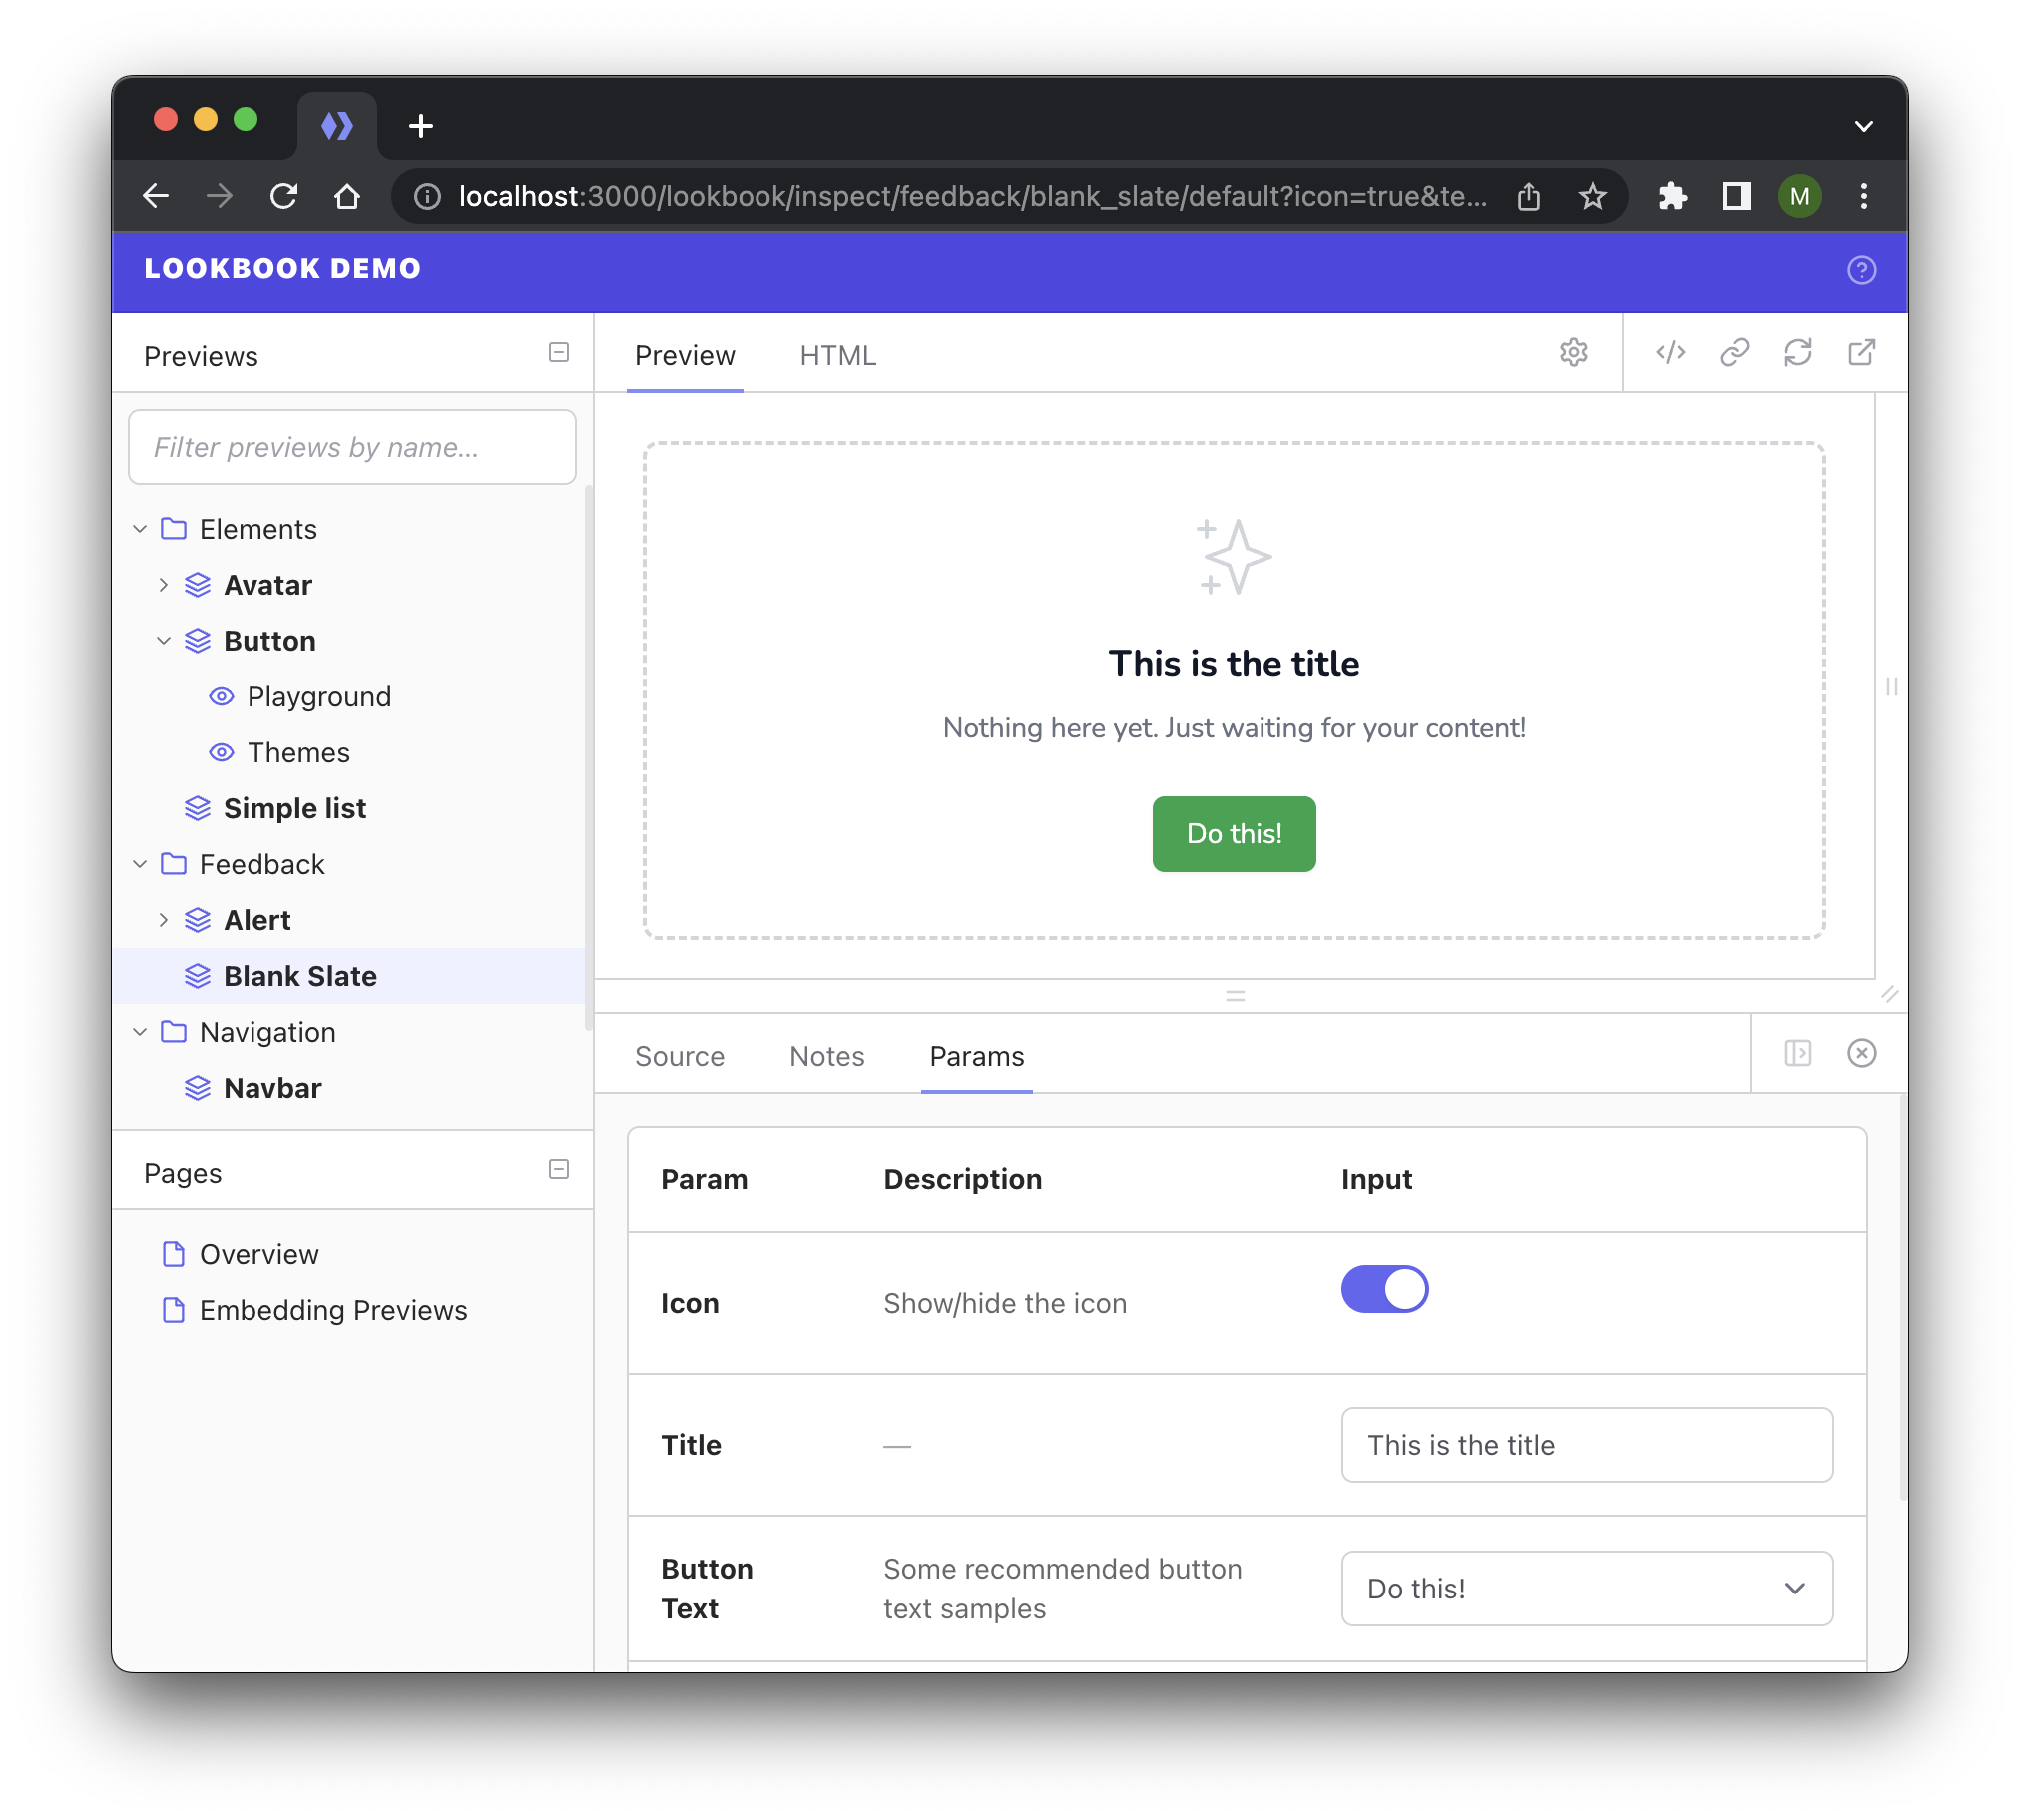 localhost:3000/lookbook/inspect/feedback/blank_slate/default?icon=true&te...
M
LOOKBOOK DEMO
Previews
Filter previews by name...
Elements
Avatar
Button
Playground
Themes
Simple list
Feedback
Alert
Blank Slate
Navigation
Navbar
Pages
Overview
Embedding Previews
Preview HTML
This is the title
Nothing here yet. Just waiting for your content!
Do this!
Source Notes Params
Param Description Input
Icon Show/hide the icon
Title — This is the title
Button Text Some recommended button
text samples Do this!